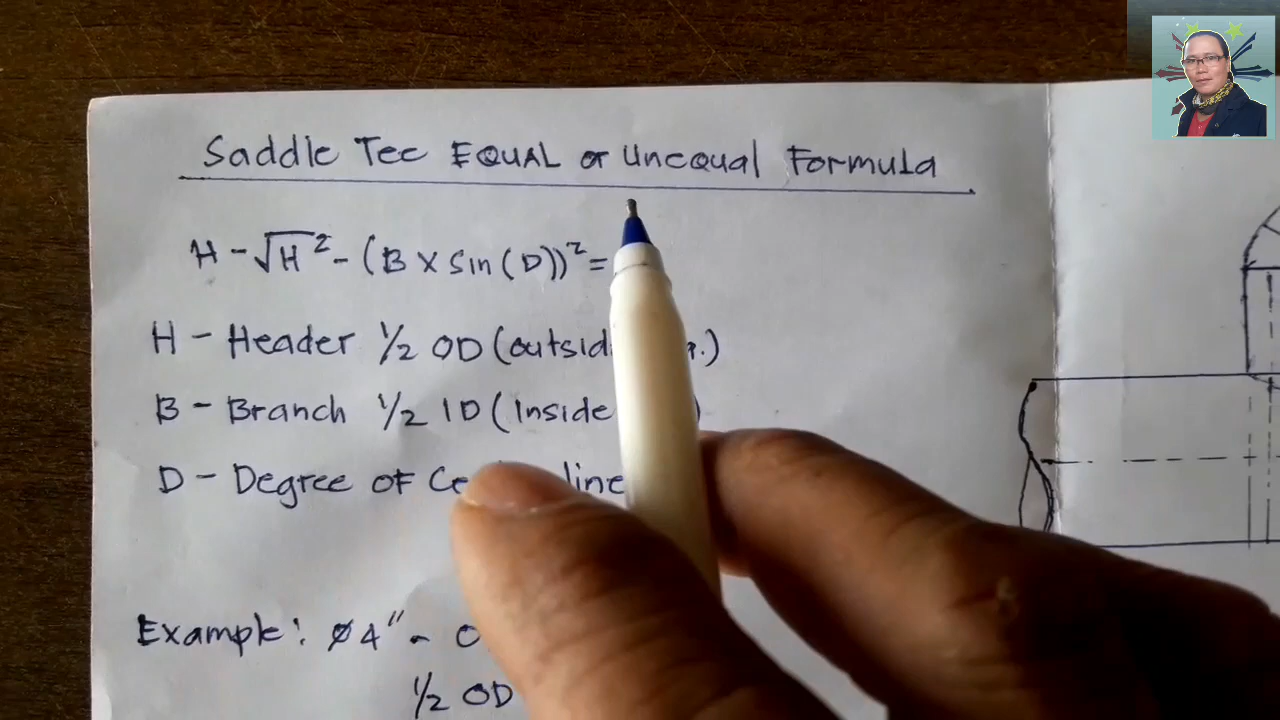 Saddle Tee EQUAL or Unequal Formula
H - √H² - (B X Sin (D))² =
H - Header 1/2 OD (outsid
B - Branch 1/2 ID (Inside
D - Degree OF line
Example: ø4" -
1/2 OD